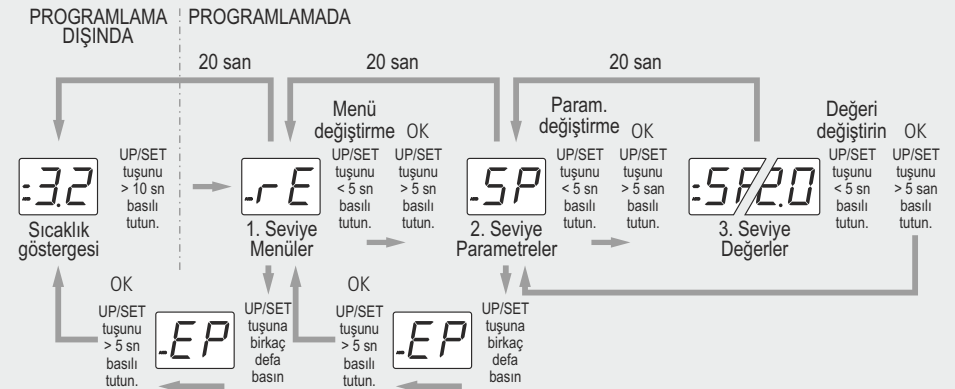 PROGRAMLAMA
DIŞINDA
PROGRAMLAMADA
20 san
20 san
20 san
Menü
değiştirme
OK
Param.
değiştirme
OK
Değeri
değiştirin
OK
=3.2
Sıcaklık
göstergesi
UP/SET
tuşunu
> 10 sn
basılı
tutun.
-rE
1. Seviye
Menüler
UP/SET
tuşunu
< 5 sn
basılı
tutun.
UP/SET
tuşunu
> 5 sn
basılı
tutun.
-SP
2. Seviye
Parametreler
UP/SET
tuşunu
< 5 sn
basılı
tutun.
UP/SET
tuşunu
> 5 san
basılı
tutun.
=SP/2.0
3. Seviye
Değerler
UP/SET
tuşunu
< 5 sn
basılı
tutun.
UP/SET
tuşunu
> 5 san
basılı
tutun.
OK
UP/SET
tuşunu
> 5 sn
basılı
tutun.
-EP
UP/SET
tuşuna
birkaç
defa
basın
OK
UP/SET
tuşunu
> 5 sn
basılı
tutun.
-EP
UP/SET
tuşuna
birkaç
defa
basın